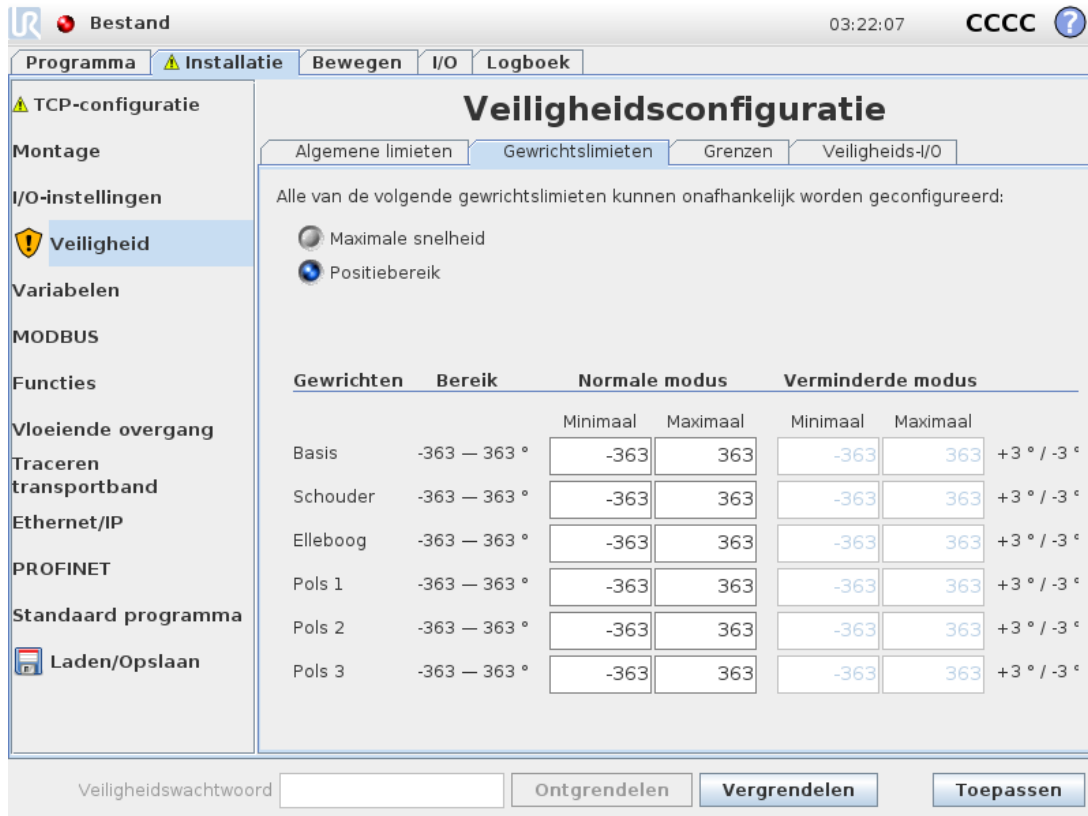 UR Bestand 03:22:07 CCCC ?
Programma Installatie Bewegen I/O Logboek
TCP-configuratie
Montage
I/O-instellingen
Veiligheid
Variabelen
MODBUS
Functies
Vloeiende overgang
Traceren
transportband
Ethernet/IP
PROFINET
Standaard programma
Laden/Opslaan
Veiligheidsconfiguratie
Algemene limieten Gewrichtslimieten Grenzen Veiligheids-I/O
Alle van de volgende gewrichtslimieten kunnen onafhankelijk worden geconfigureerd:
Maximale snelheid
Positiebereik
Gewrichten Bereik Normale modus Verminderde modus
Minimaal Maximaal Minimaal Maximaal
Basis -363 — 363 ° -363 363 -363 363 +3 ° / -3 °
Schouder -363 — 363 ° -363 363 -363 363 +3 ° / -3 °
Elleboog -363 — 363 ° -363 363 -363 363 +3 ° / -3 °
Pols 1 -363 — 363 ° -363 363 -363 363 +3 ° / -3 °
Pols 2 -363 — 363 ° -363 363 -363 363 +3 ° / -3 °
Pols 3 -363 — 363 ° -363 363 -363 363 +3 ° / -3 °
Veiligheidswachtwoord Ontgrendelen Vergrendelen Toepassen